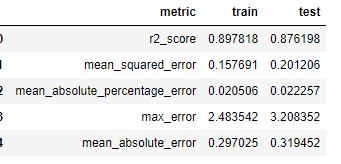 metric train test
0 r2_score 0.897818 0.876198
1 mean_squared_error 0.157691 0.201206
2 mean_absolute_percentage_error 0.020506 0.022257
3 max_error 2.483542 3.208352
4 mean_absolute_error 0.297025 0.319452